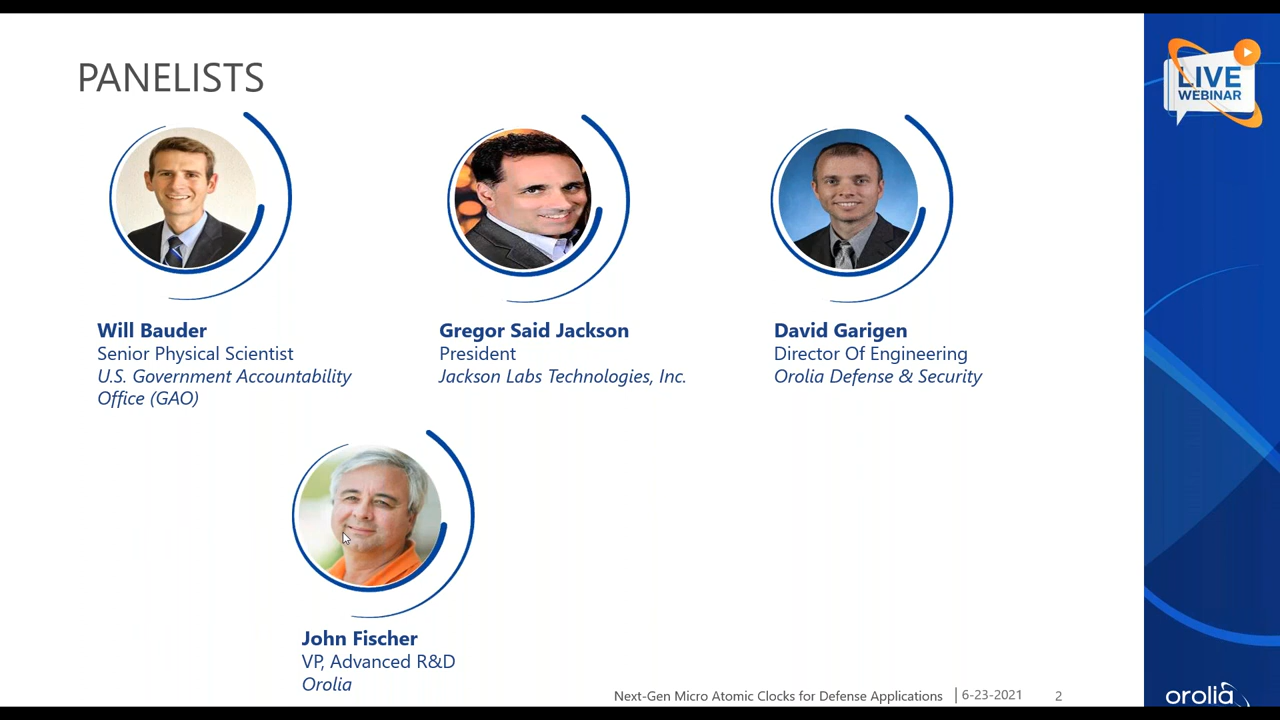 PANELISTS
LIVE
WEBINAR
Will Bauder
Senior Physical Scientist
U.S. Government Accountability
Office (GAO)
Gregor Said Jackson
President
Jackson Labs Technologies, Inc.
David Garigen
Director Of Engineering
Orolia Defense & Security
John Fischer
VP, Advanced R&D
Orolia
Next-Gen Micro Atomic Clocks for Defense Applications | 6-23-2021 2
orolia